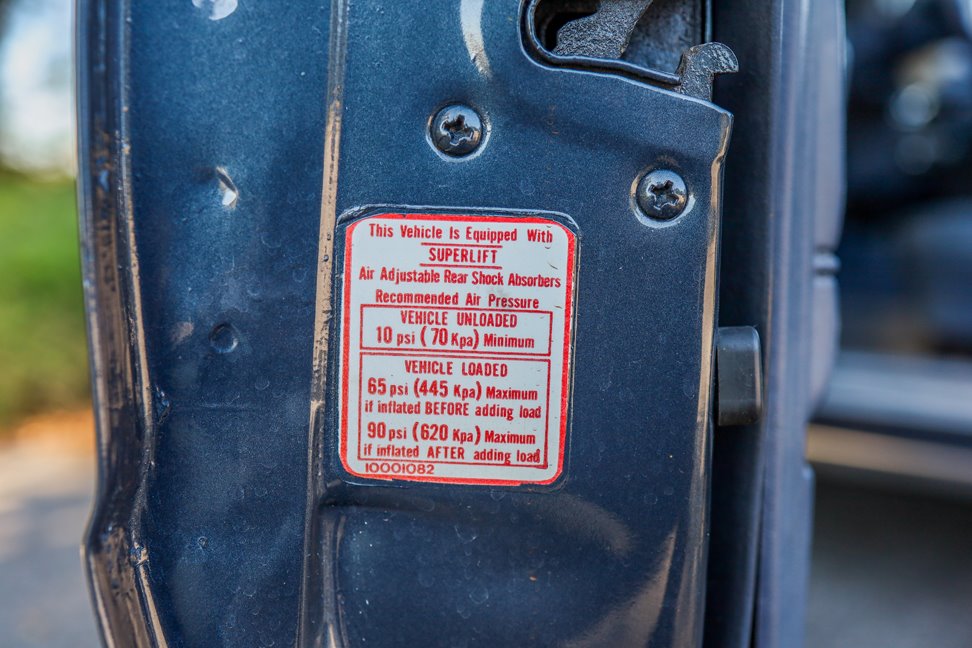 This Vehicle Is Equipped With
SUPERLIFT
Air Adjustable Rear Shock Absorbers
Recommended Air Pressure
VEHICLE UNLOADED
10 psi (70 Kpa) Minimum
VEHICLE LOADED
65 psi (445 Kpa) Maximum
if inflated BEFORE adding load
90 psi (620 Kpa) Maximum
if inflated AFTER adding load
10001082